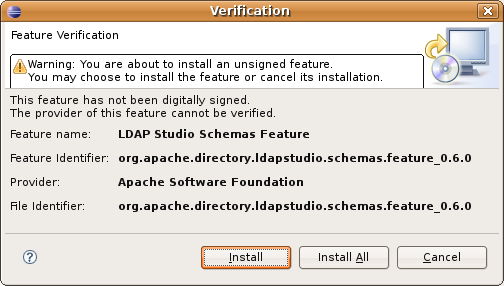 Verification
Feature Verification
Warning: You are about to install an unsigned feature.
You may choose to install the feature or cancel its installation.
This feature has not been digitally signed.
The provider of this feature cannot be verified.
Feature name: LDAP Studio Schemas Feature
Feature Identifier: org.apache.directory.ldapstudio.schemas.feature_0.6.0
Provider: Apache Software Foundation
File Identifier: org.apache.directory.ldapstudio.schemas.feature_0.6.0
? Install Install All Cancel